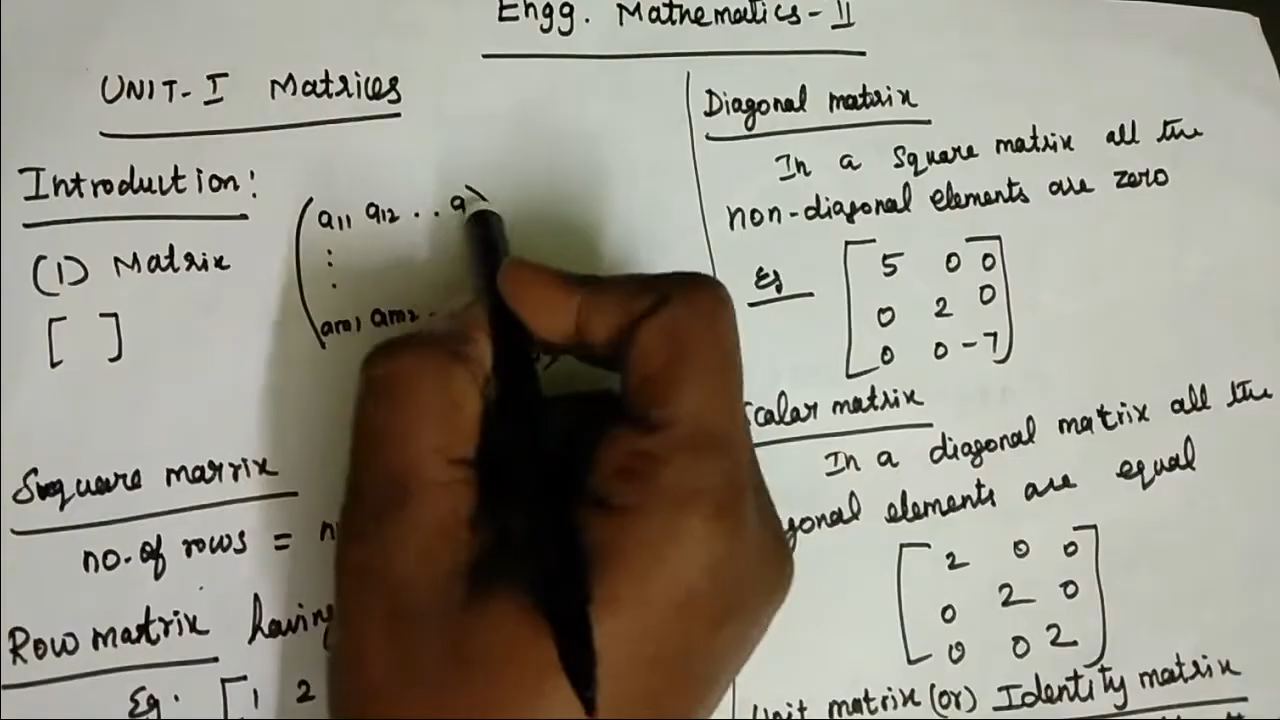 Engg. Mathematics - II
UNIT - I Matrices
Introduction:
(1) Matrix
[ ]
( a11 a12 .. a
:
.
am1 am2 ..
Square marrix
no. of rows =
Row matrix having
Eg. [ 1 2
Diagonal matrix
In a square matrix all the
non-diagonal elements are zero
Eg
[ 5 0 0
0 2 0
0 0 -7 ]
calar matrix
In a diagonal matrix all the
gonal elements are equal
[ 2 0 0
0 2 0
0 0 2 ]
Unit matrix (or) Identity matrix